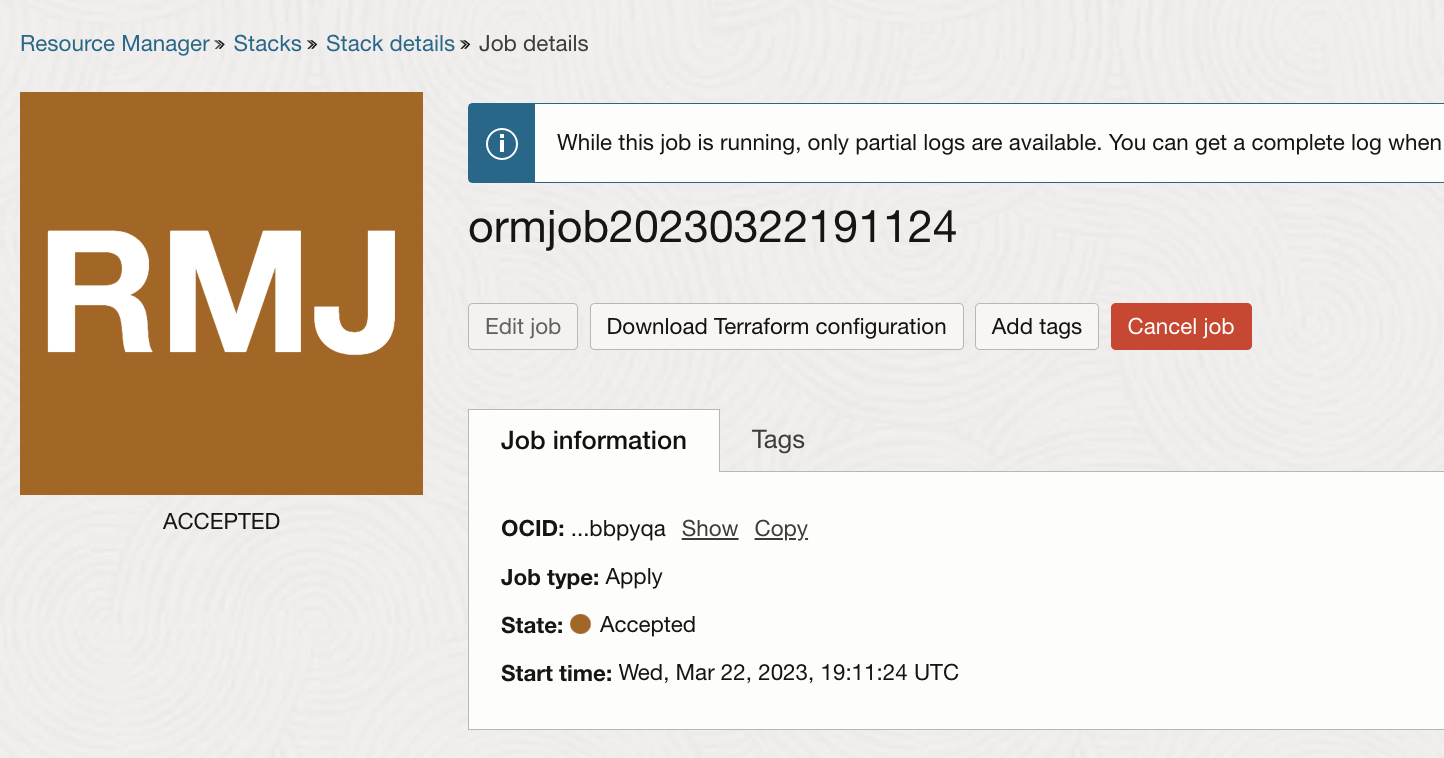 Resource Manager » Stacks » Stack details » Job details
RMJ
ACCEPTED
While this job is running, only partial logs are available. You can get a complete log when
ormjob20230322191124
Edit job Download Terraform configuration Add tags Cancel job
Job information Tags
OCID: ...bbpyqa Show Copy
Job type: Apply
State: Accepted
Start time: Wed, Mar 22, 2023, 19:11:24 UTC